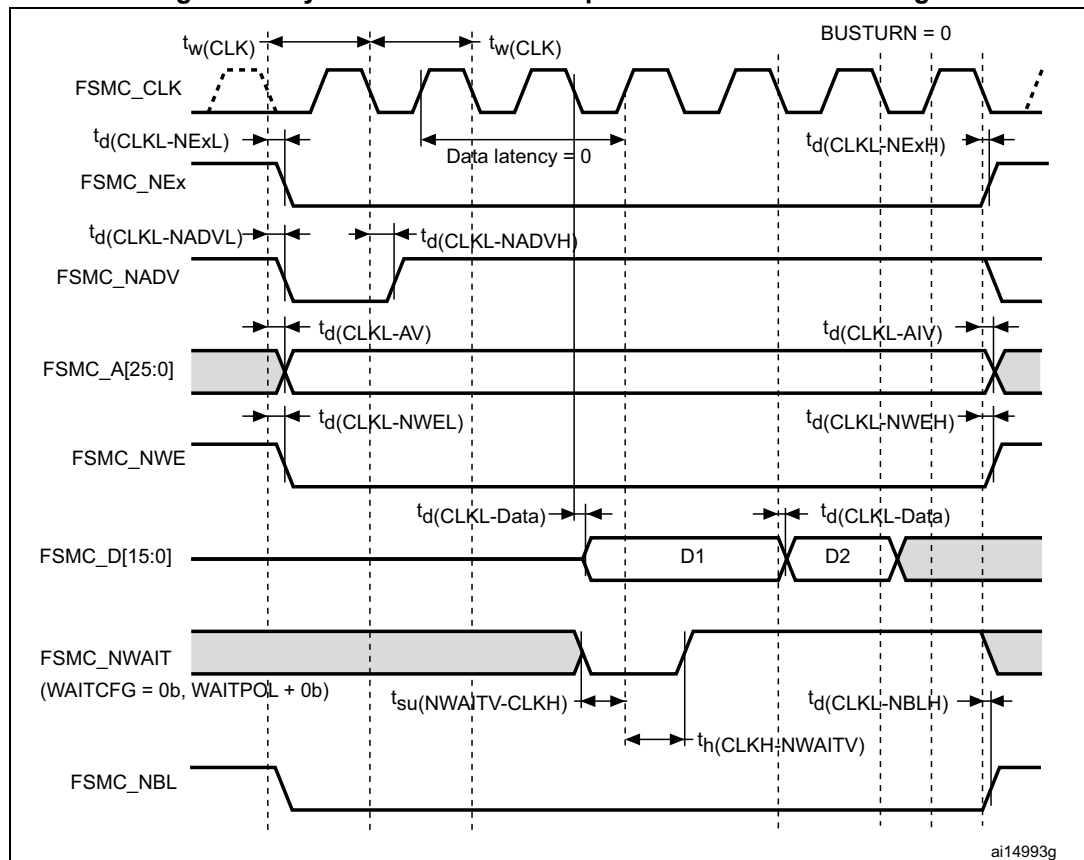 BUSTURN = 0
tw(CLK) tw(CLK)
FSMC_CLK
td(CLKL-NExL) Data latency = 0 td(CLKL-NExH)
FSMC_NEx
td(CLKL-NADVL) td(CLKL-NADVH)
FSMC_NADV
td(CLKL-AV) td(CLKL-AIV)
FSMC_A[25:0]
td(CLKL-NWEL) td(CLKL-NWEH)
FSMC_NWE
td(CLKL-Data) td(CLKL-Data)
FSMC_D[15:0] D1 D2
FSMC_NWAIT
(WAITCFG = 0b, WAITPOL + 0b)
tsu(NWAITV-CLKH) td(CLKL-NBLH)
th(CLKH-NWAITV)
FSMC_NBL
ai14993g